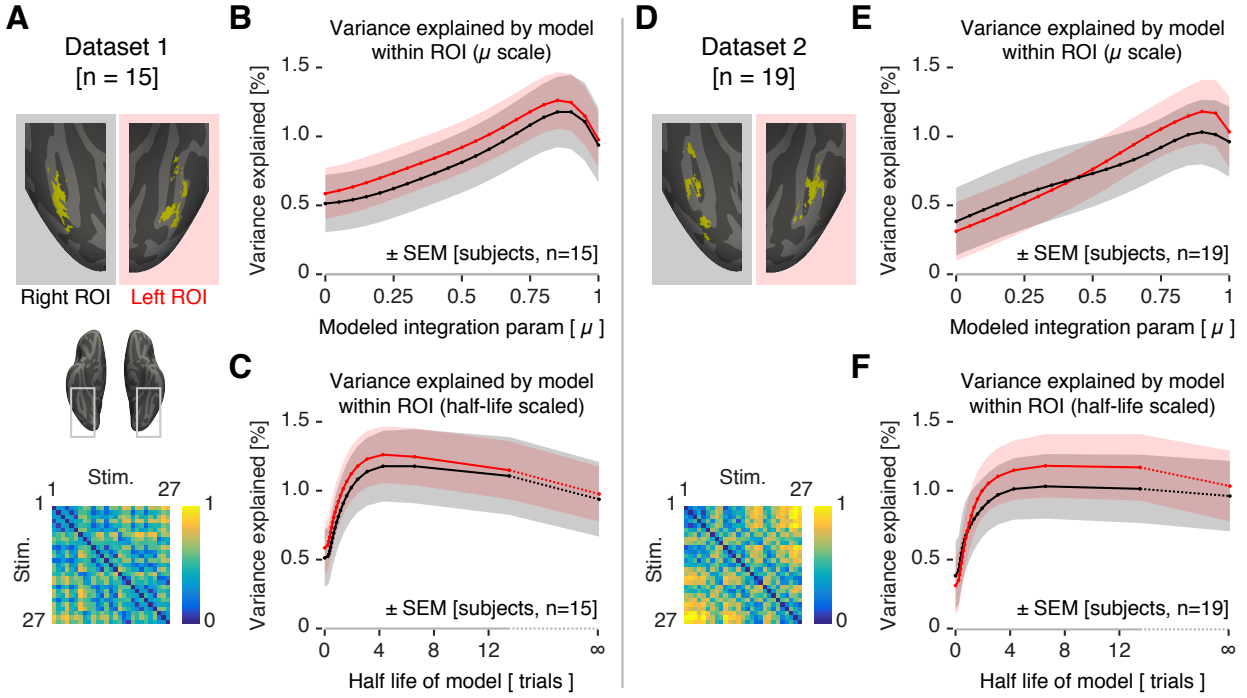 A
Dataset 1
[n = 15]
Right ROI
Left ROI
Stim.
1
27
1
Stim.
1
27
0
B
Variance explained by model
within ROI (µ scale)
Variance explained [%]
1.5
1.0
0.5
0
± SEM [subjects, n=15]
0
0.25
0.5
0.75
1
Modeled integration param [ µ ]
C
Variance explained by model
within ROI (half-life scaled)
Variance explained [%]
1.5
1.0
0.5
0
± SEM [subjects, n=15]
0
4
8
12
∞
Half life of model [ trials ]
D
Dataset 2
[n = 19]
Stim.
1
27
1
Stim.
1
27
0
E
Variance explained by model
within ROI (µ scale)
Variance explained [%]
1.5
1.0
0.5
0
± SEM [subjects, n=19]
0
0.25
0.5
0.75
1
Modeled integration param [ µ ]
F
Variance explained by model
within ROI (half-life scaled)
Variance explained [%]
1.5
1.0
0.5
0
± SEM [subjects, n=19]
0
4
8
12
∞
Half life of model [ trials ]